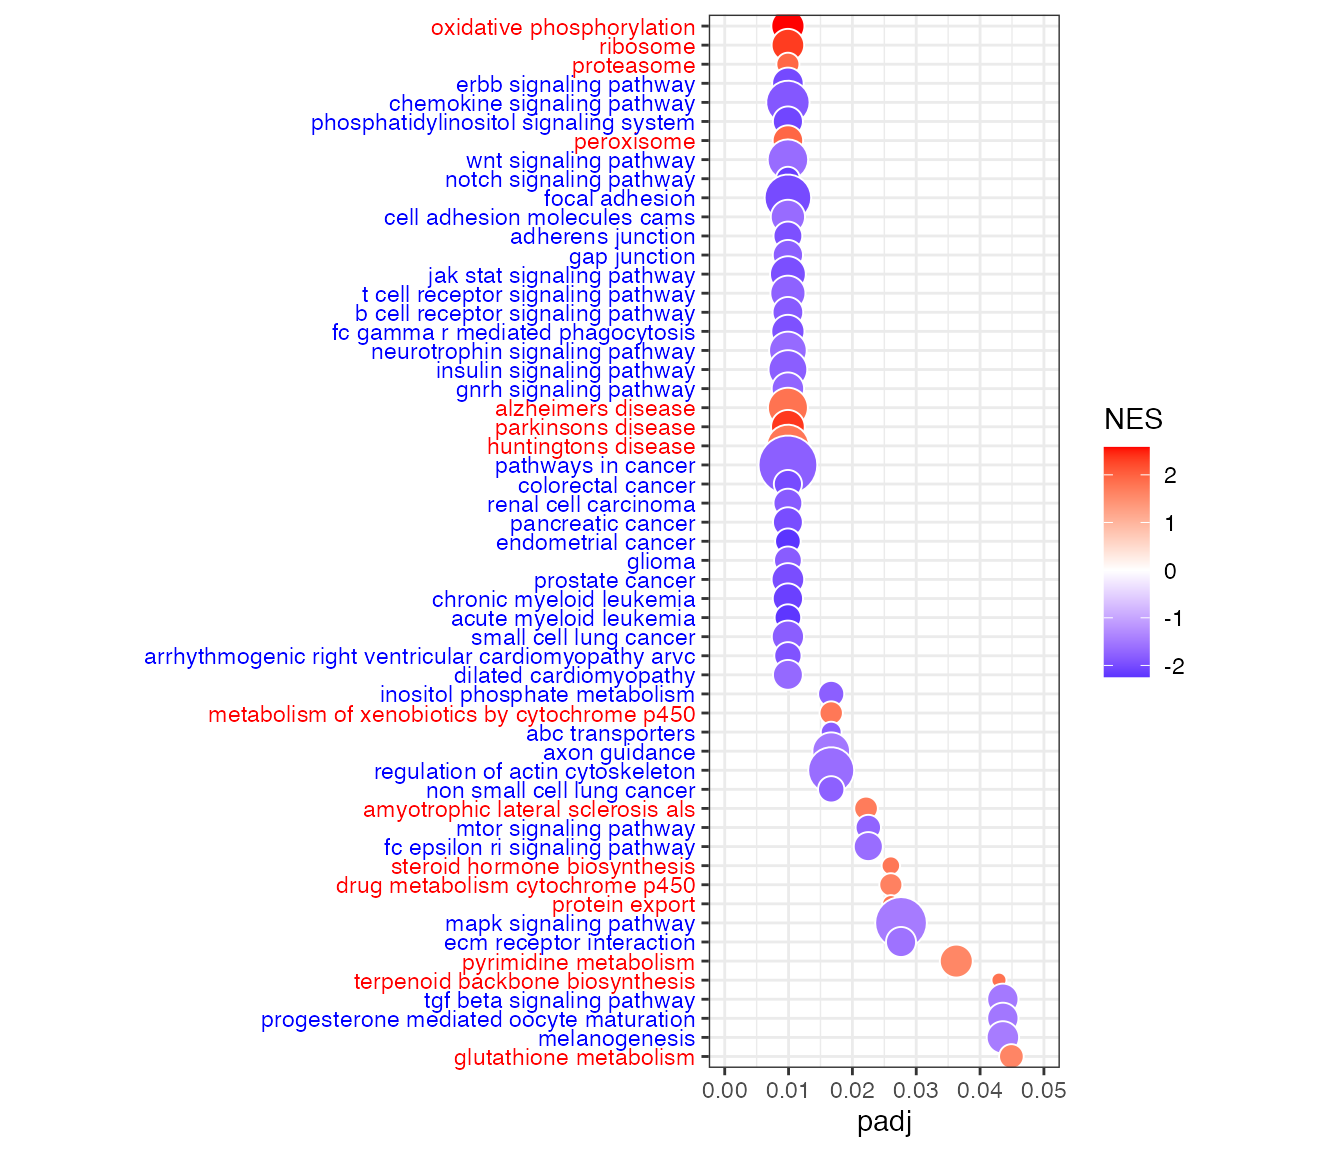 oxidative phosphorylation
ribosome
proteasome
erbb signaling pathway
chemokine signaling pathway
phosphatidylinositol signaling system
peroxisome
wnt signaling pathway
notch signaling pathway
focal adhesion
cell adhesion molecules cams
adherens junction
gap junction
jak stat signaling pathway
t cell receptor signaling pathway
b cell receptor signaling pathway
fc gamma r mediated phagocytosis
neurotrophin signaling pathway
insulin signaling pathway
gnrh signaling pathway
alzheimers disease
parkinsons disease
huntingtons disease
pathways in cancer
colorectal cancer
renal cell carcinoma
pancreatic cancer
endometrial cancer
glioma
prostate cancer
chronic myeloid leukemia
acute myeloid leukemia
small cell lung cancer
arrhythmogenic right ventricular cardiomyopathy arvc
dilated cardiomyopathy
inositol phosphate metabolism
metabolism of xenobiotics by cytochrome p450
abc transporters
axon guidance
regulation of actin cytoskeleton
non small cell lung cancer
amyotrophic lateral sclerosis als
mtor signaling pathway
fc epsilon ri signaling pathway
steroid hormone biosynthesis
drug metabolism cytochrome p450
protein export
mapk signaling pathway
ecm receptor interaction
pyrimidine metabolism
terpenoid backbone biosynthesis
tgf beta signaling pathway
progesterone mediated oocyte maturation
melanogenesis
glutathione metabolism
0.00 0.01 0.02 0.03 0.04 0.05
padj
NES
2
1
0
-1
-2